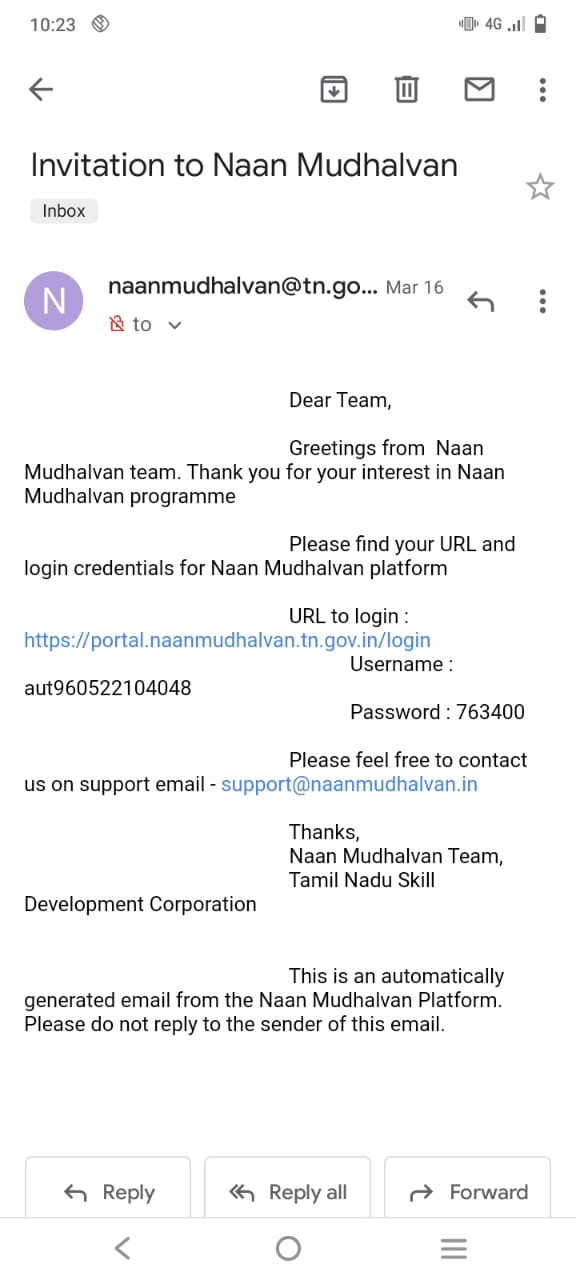 10:23
4G
Invitation to Naan Mudhalvan
Inbox
N
naanmudhalvan@tn.go... Mar 16
to
Dear Team,
Greetings from  Naan
Mudhalvan team. Thank you for your interest in Naan
Mudhalvan programme
Please find your URL and
login credentials for Naan Mudhalvan platform
URL to login :
https://portal.naanmudhalvan.tn.gov.in/login
Username :
aut960522104048
Password : 763400
Please feel free to contact
us on support email - support@naanmudhalvan.in
Thanks,
Naan Mudhalvan Team,
Tamil Nadu Skill
Development Corporation
This is an automatically
generated email from the Naan Mudhalvan Platform.
Please do not reply to the sender of this email.
Reply
Reply all
Forward